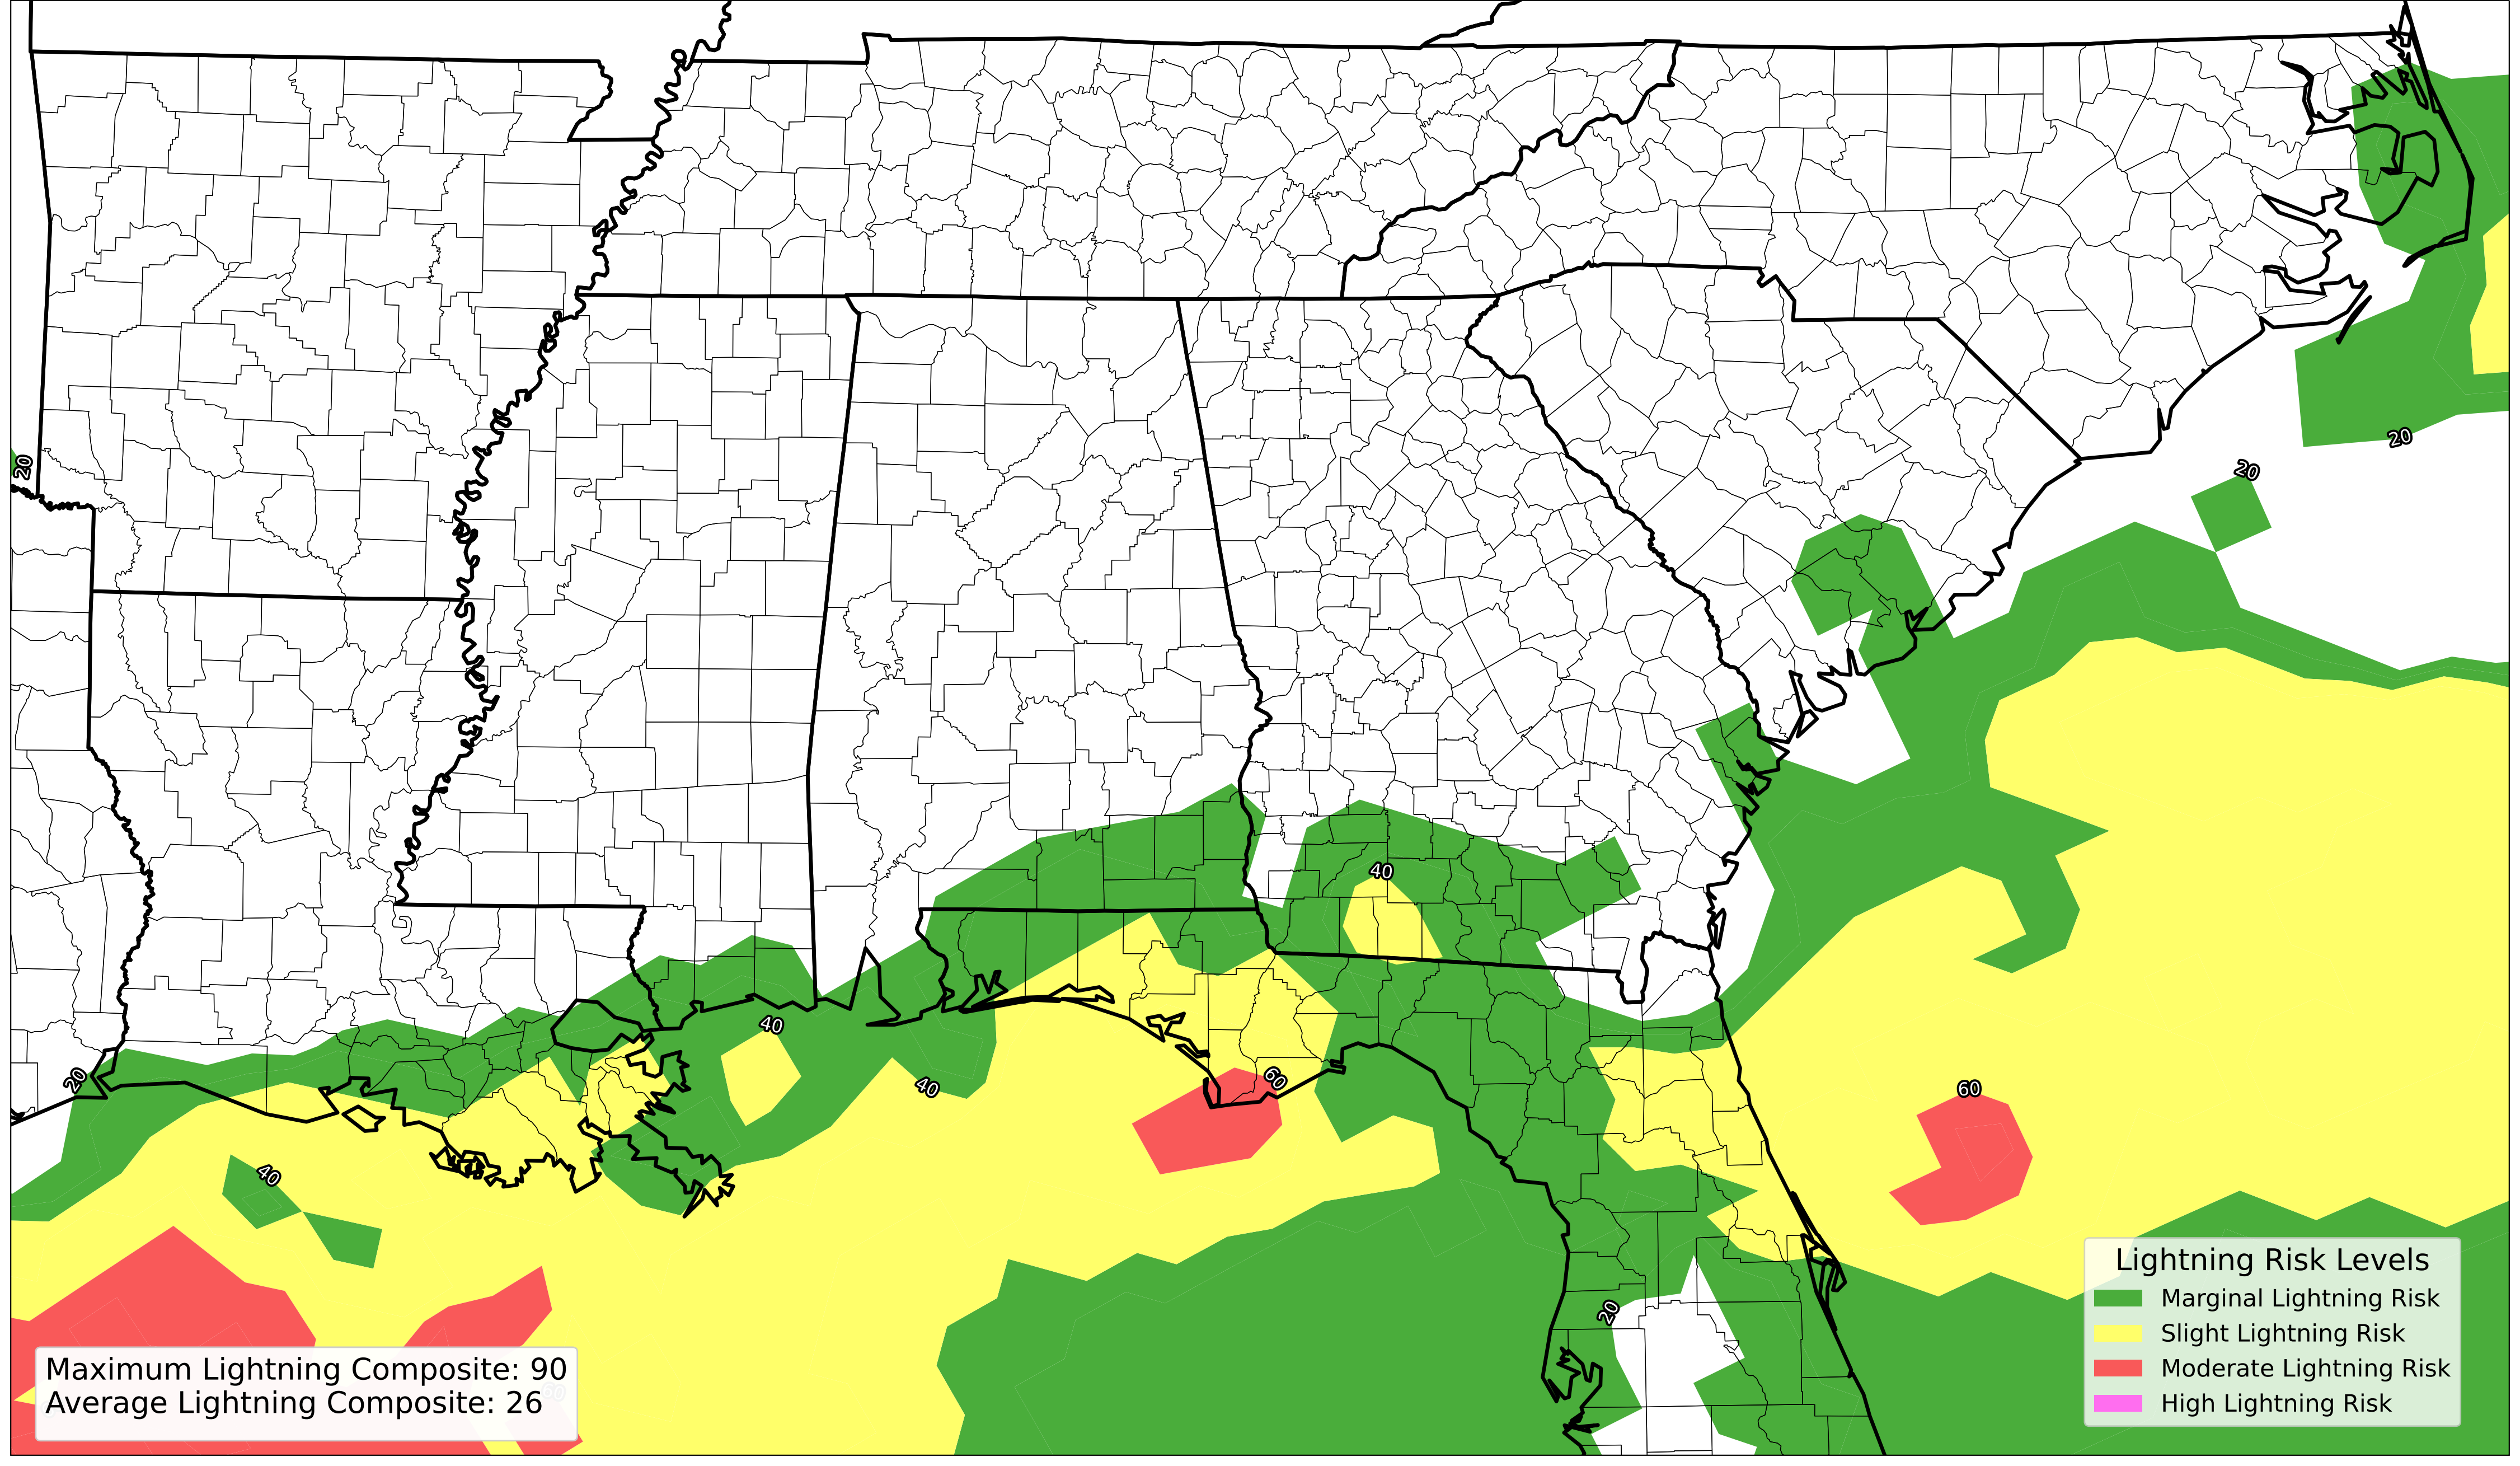 20
20
20
40
40
40
60
20
60
40
20
Lightning Risk Levels
Marginal Lightning Risk
Slight Lightning Risk
Moderate Lightning Risk
High Lightning Risk
Maximum Lightning Composite: 90
Average Lightning Composite: 26